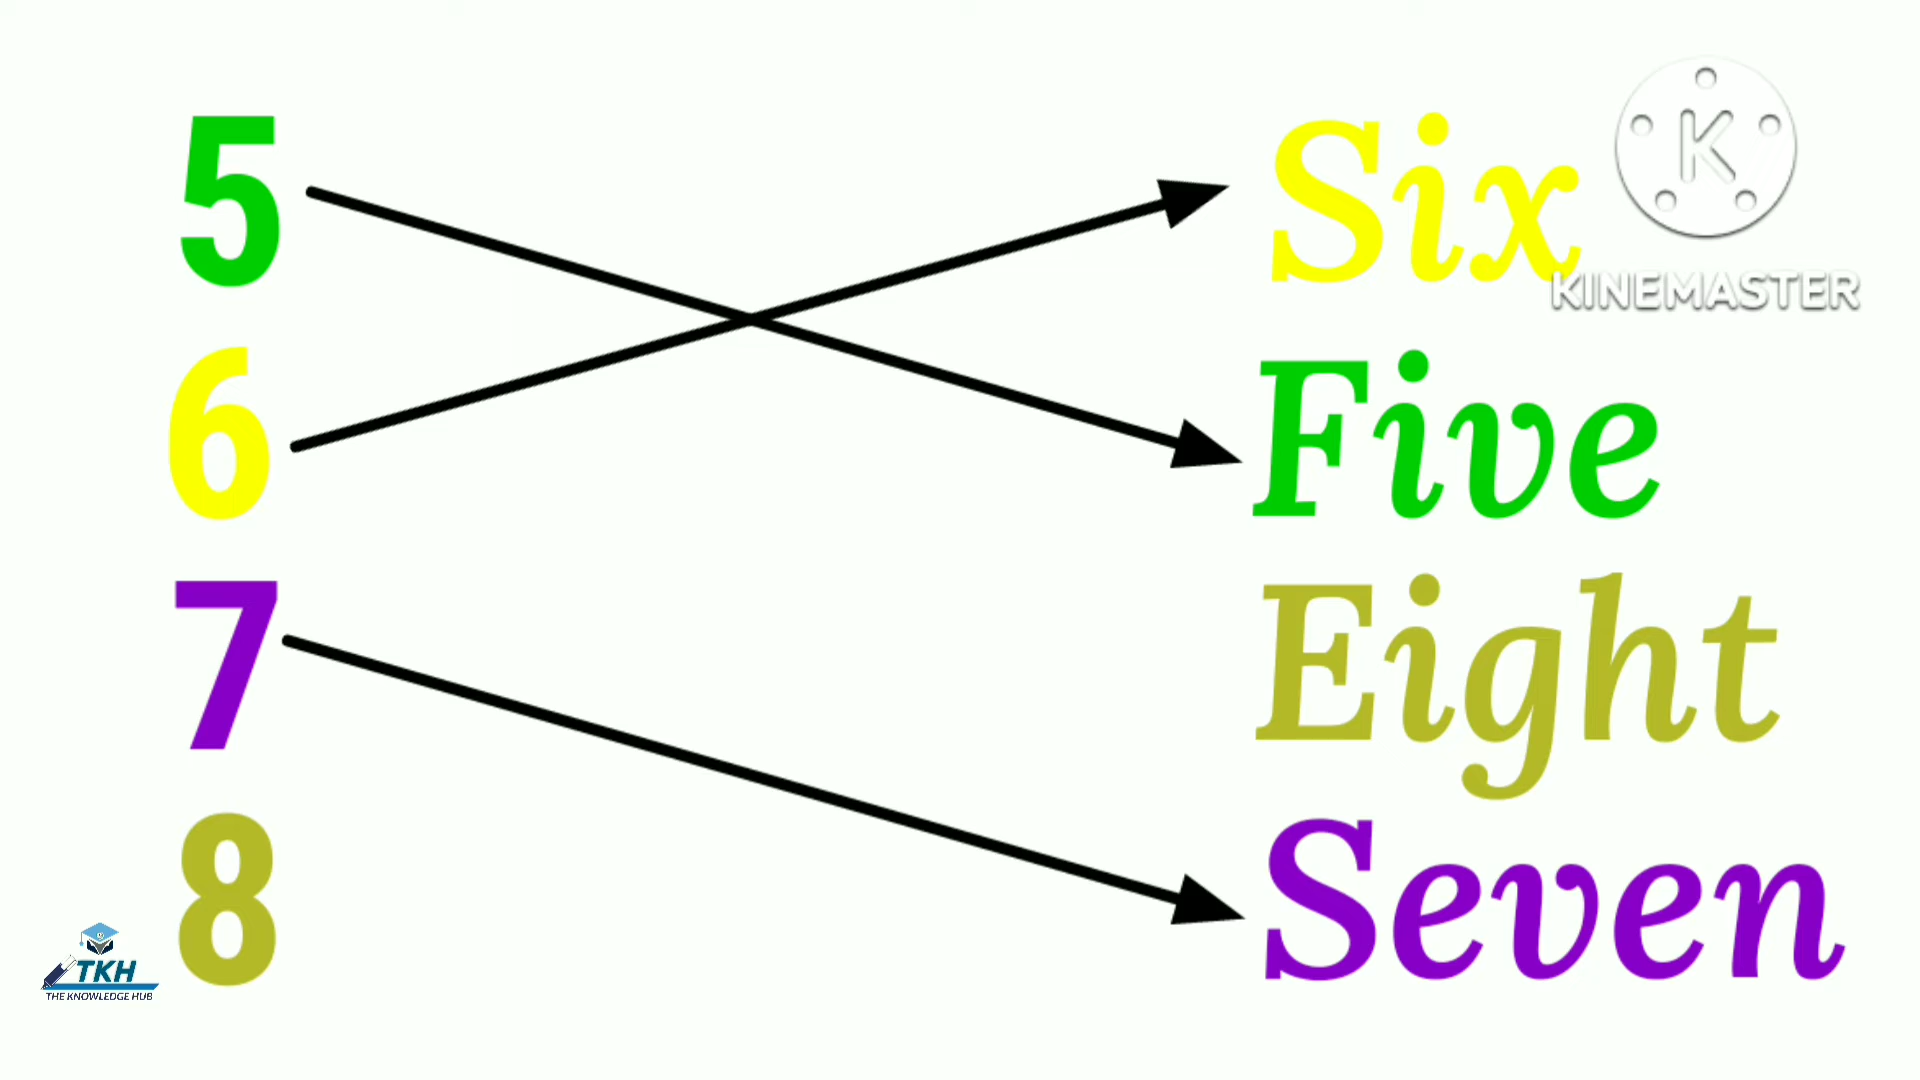 5 Six
K
KINEMASTER
6 Five
7 Eight
8 Seven
TKH
THE KNOWLEDGE HUB